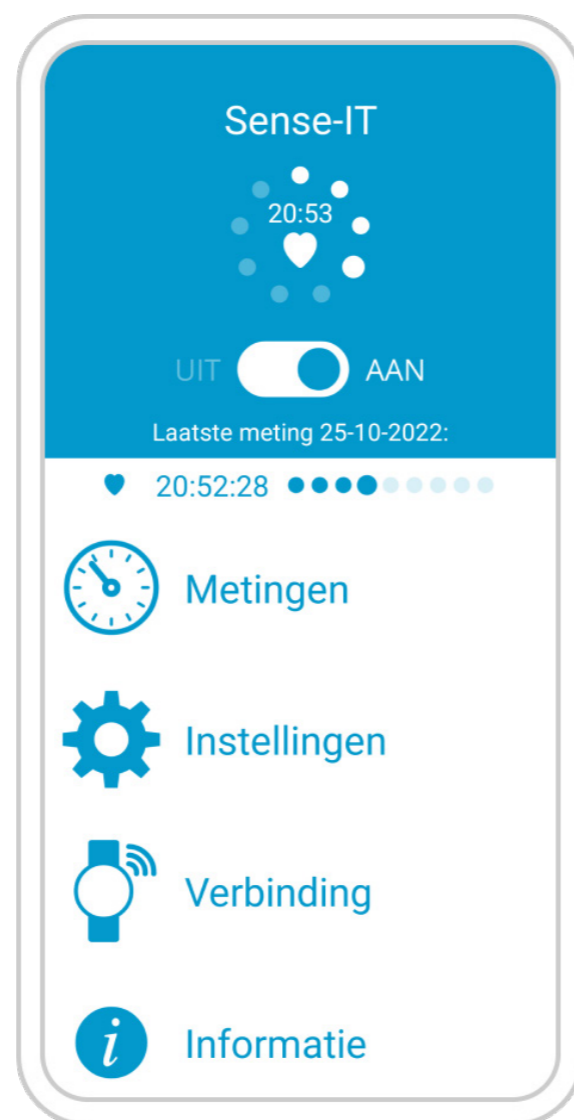 Sense-IT
20:53
UIT AAN
Laatste meting 25-10-2022:
20:52:28
Metingen
Instellingen
Verbinding
i Informatie